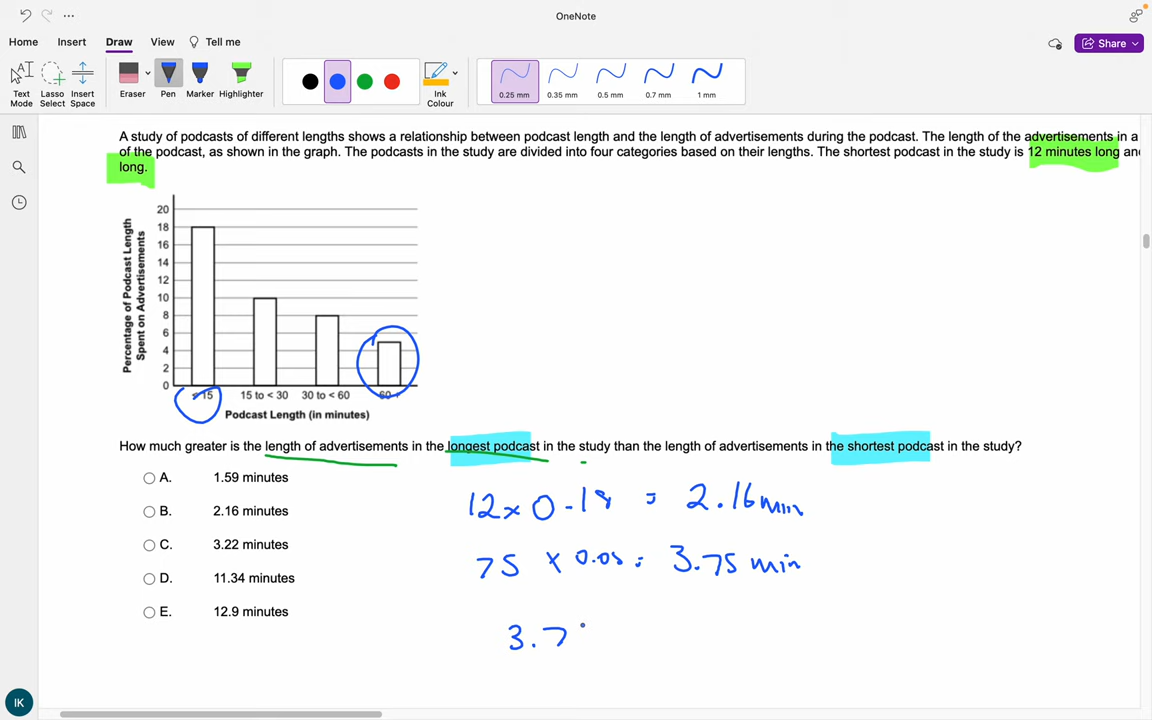 OneNote
Home Insert Draw View Tell me
Share
Text Mode
Lasso Select
Insert Space
Eraser
Pen
Marker
Highlighter
Ink Colour
0.25 mm
0.35 mm
0.5 mm
0.7 mm
1 mm
A study of podcasts of different lengths shows a relationship between podcast length and the length of advertisements during the podcast. The length of the advertisements in a
of the podcast, as shown in the graph. The podcasts in the study are divided into four categories based on their lengths. The shortest podcast in the study is 12 minutes long and
long.
Percentage of Podcast Length
Spent on Advertisements
20
18
16
14
12
10
8
6
4
2
0
< 15 15 to < 30 30 to < 60 60 +
Podcast Length (in minutes)
How much greater is the length of advertisements in the longest podcast in the study than the length of advertisements in the shortest podcast in the study?
A. 1.59 minutes
B. 2.16 minutes
C. 3.22 minutes
D. 11.34 minutes
E. 12.9 minutes
12 x 0.18 = 2.16 min
75 x 0.05 = 3.75 min
3.7
IK